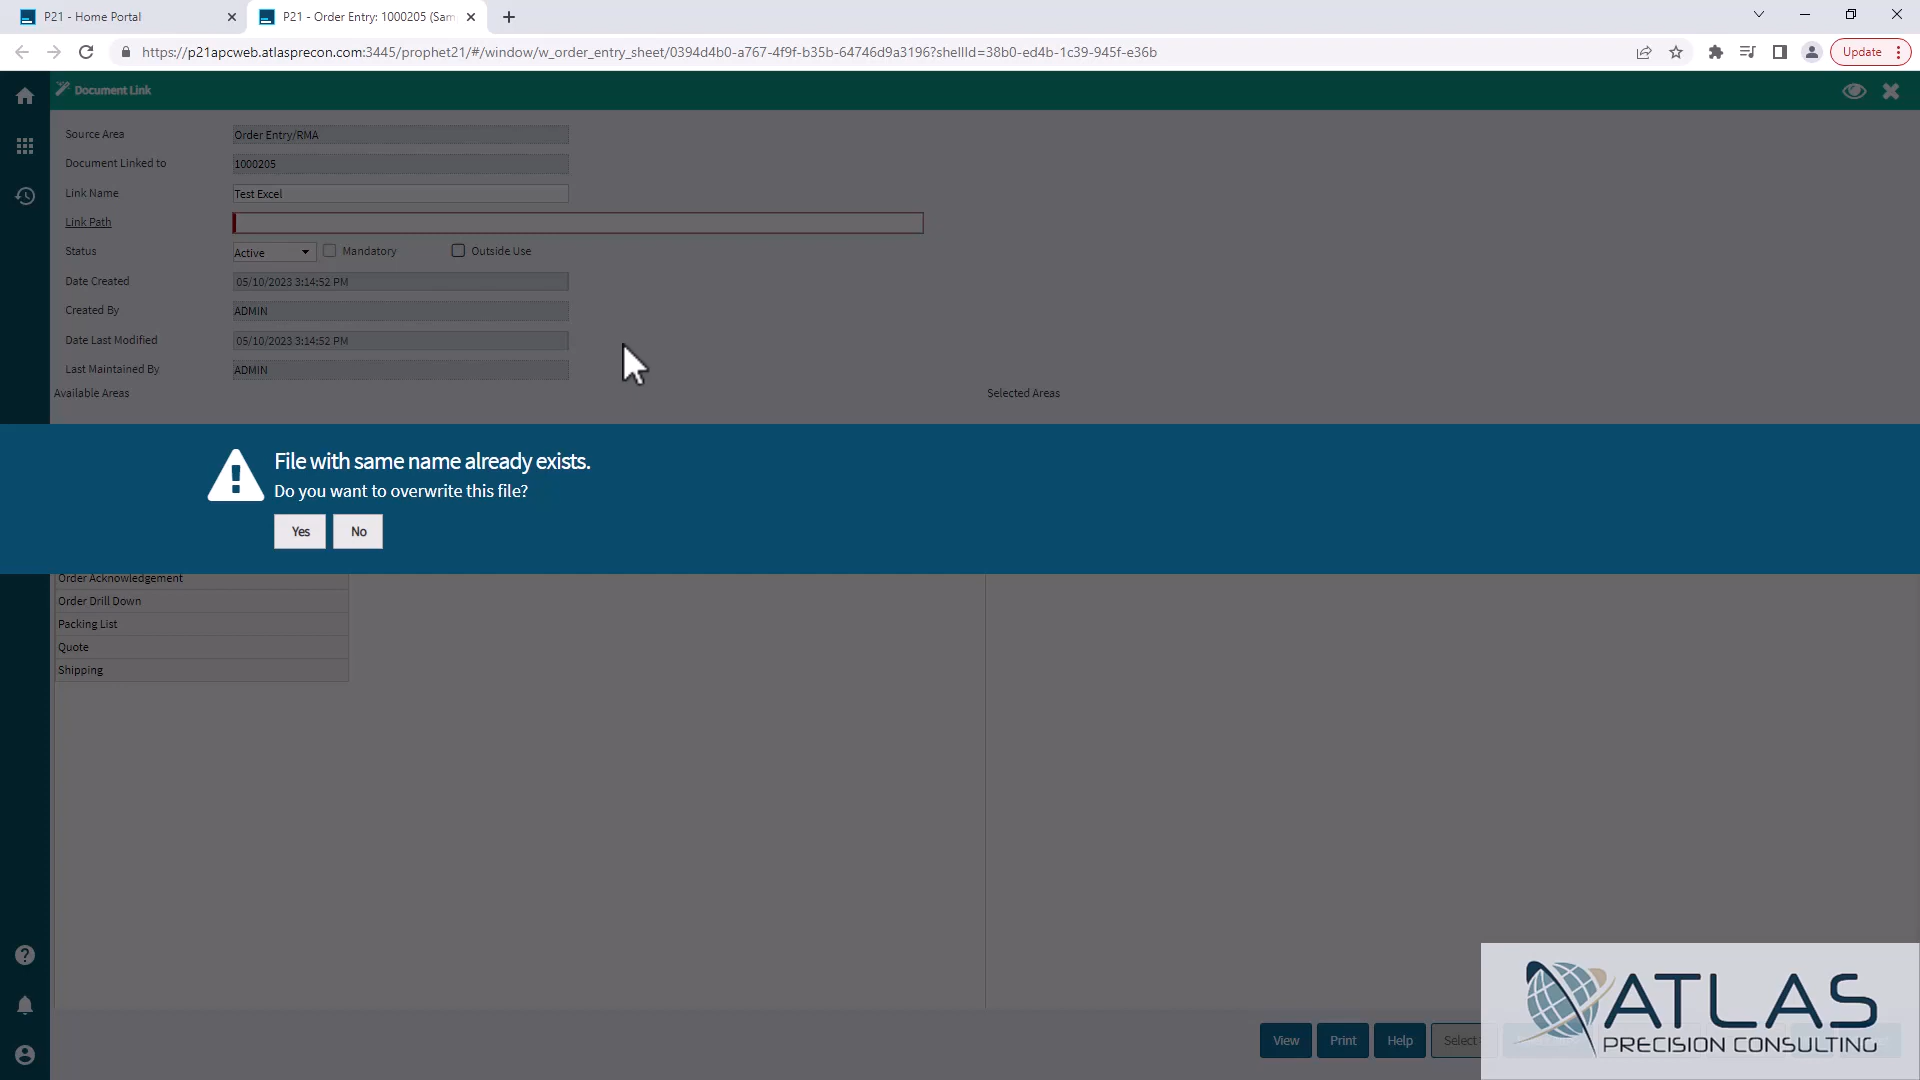 P21 - Home Portal
P21 - Order Entry: 1000205 (Sam
https://p21apcweb.atlasprecon.com:3445/prophet21/#/window/w_order_entry_sheet/0394d4b0-a767-4f9f-b35b-64746d9a3196?shellId=38b0-ed4b-1c39-945f-e36b
Update
Document Link
Source Area
Order Entry/RMA
Document Linked to
1000205
Link Name
Test Excel
Link Path
Status
Active
Mandatory
Outside Use
Date Created
05/10/2023 3:14:52 PM
Created By
ADMIN
Date Last Modified
05/10/2023 3:14:52 PM
Last Maintained By
ADMIN
Available Areas
Selected Areas
File with same name already exists.
Do you want to overwrite this file?
Yes
No
Order Acknowledgement
Order Drill Down
Packing List
Quote
Shipping
View
Print
Help
Select
ATLAS
PRECISION CONSULTING